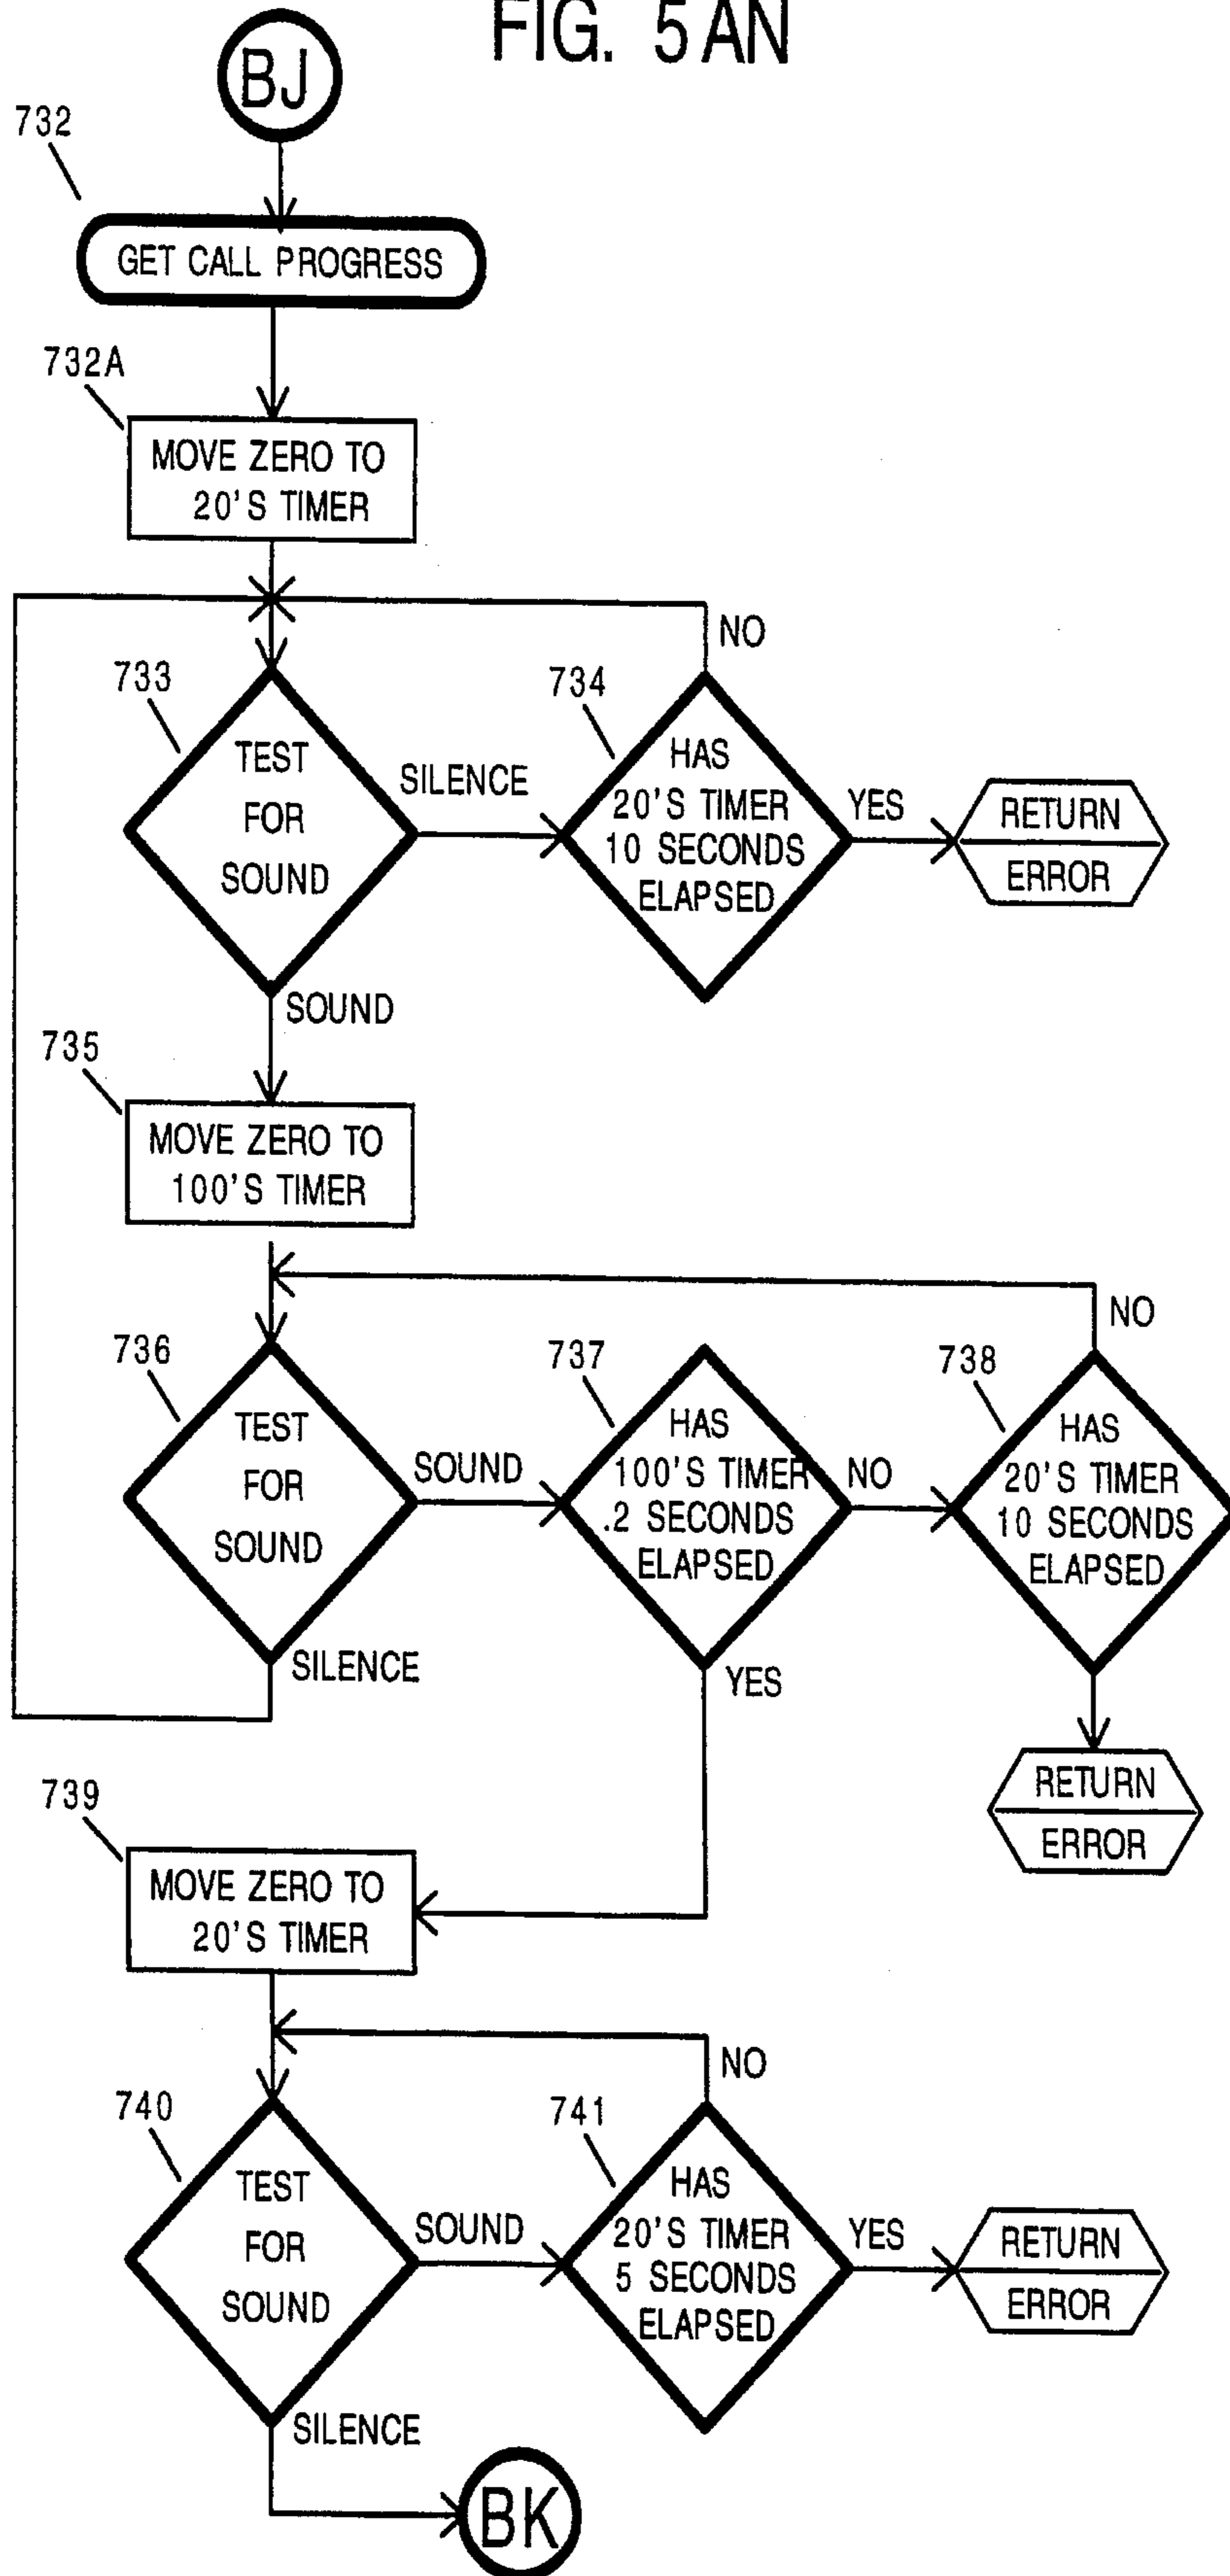 FIG. 5AN
BJ
732
GET CALL PROGRESS
732A
MOVE ZERO TO
20'S TIMER
NO
733
734
TEST
FOR
SOUND
SILENCE
HAS
20'S TIMER
10 SECONDS
ELAPSED
YES
RETURN
ERROR
SOUND
735
MOVE ZERO TO
100'S TIMER
NO
736
737
738
TEST
FOR
SOUND
SOUND
HAS
100'S TIMER
.2 SECONDS
ELAPSED
NO
HAS
20'S TIMER
10 SECONDS
ELAPSED
SILENCE
YES
RETURN
ERROR
739
MOVE ZERO TO
20'S TIMER
NO
740
741
TEST
FOR
SOUND
SOUND
HAS
20'S TIMER
5 SECONDS
ELAPSED
YES
RETURN
ERROR
SILENCE
BK